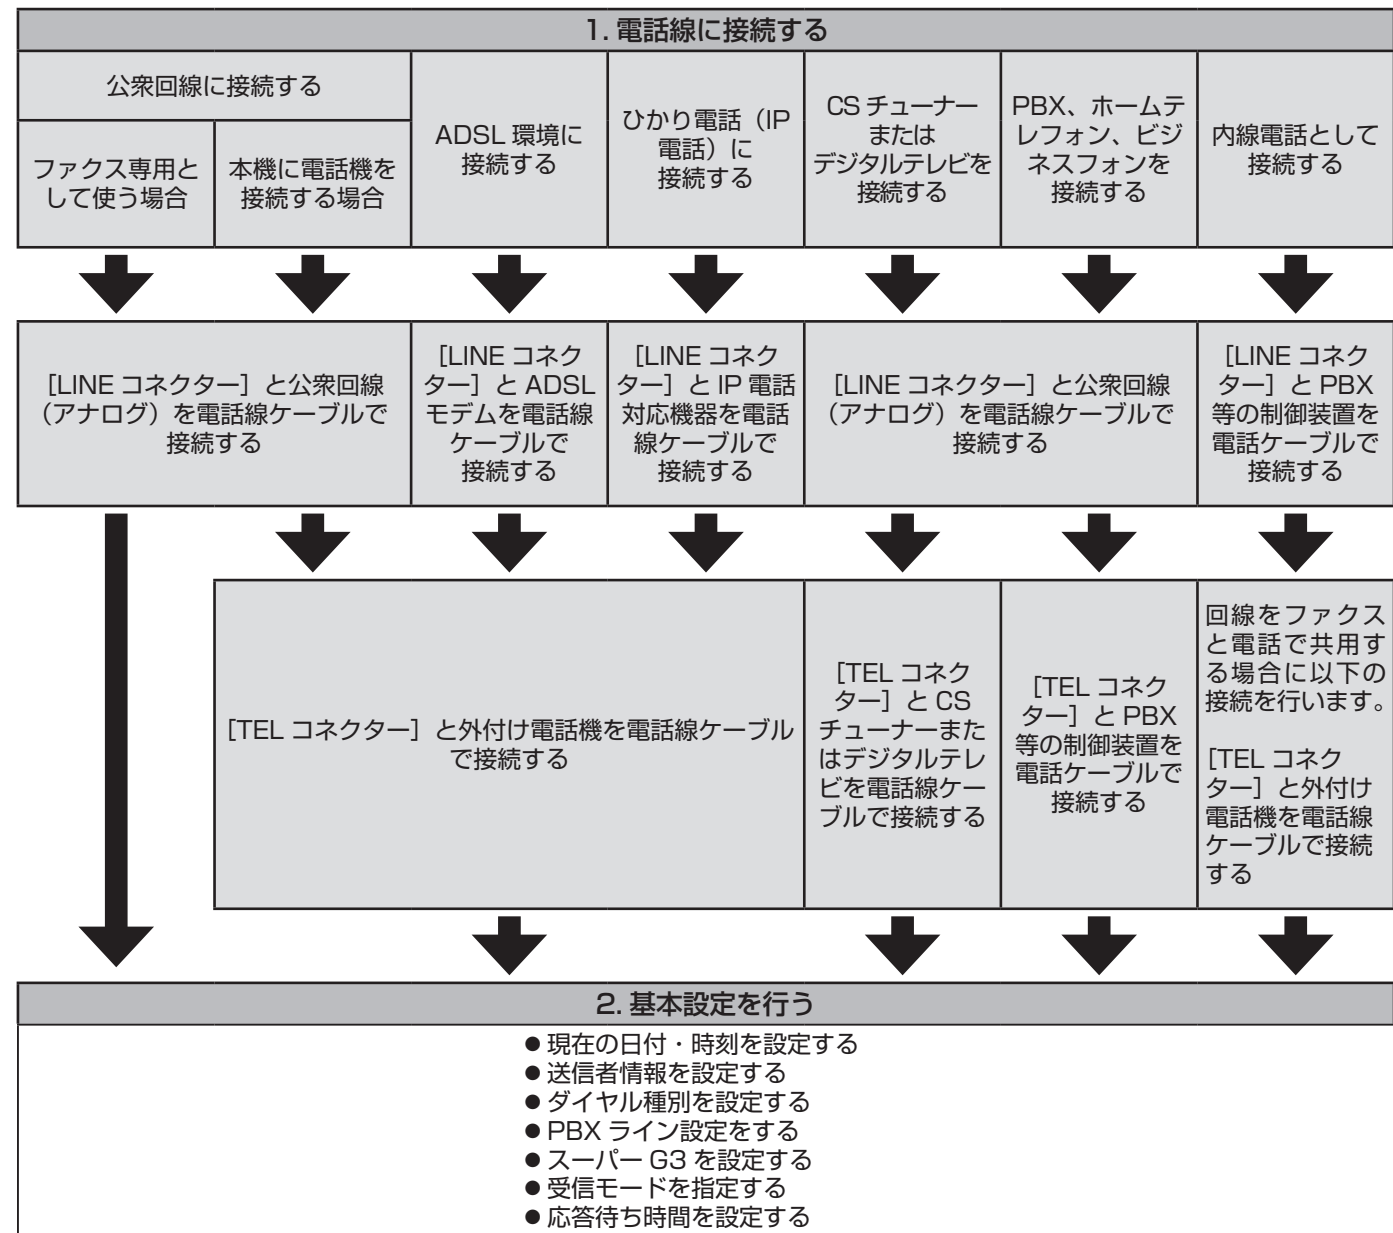 1. 電話線に接続する
公衆回線に接続する
ファクス専用と
して使う場合
本機に電話機を
接続する場合
ADSL 環境に
接続する
ひかり電話（IP
電話）に
接続する
CS チューナー
または
デジタルテレビを
接続する
PBX、ホームテ
レフォン、ビジ
ネスフォンを
接続する
内線電話として
接続する
［LINE コネクター］と公衆回線
（アナログ）を電話線ケーブルで
接続する
［LINE コネク
ター］と ADSL
モデムを電話線
ケーブルで
接続する
［LINE コネク
ター］と IP 電話
対応機器を電話
線ケーブルで
接続する
［LINE コネクター］と公衆回線
（アナログ）を電話線ケーブルで
接続する
［LINE コネク
ター］と PBX
等の制御装置を
電話ケーブルで
接続する
［TEL コネクター］と外付け電話機を電話線ケーブル
で接続する
［TEL コネク
ター］と CS
チューナーまた
はデジタルテレ
ビを電話線ケー
ブルで接続する
［TEL コネク
ター］と PBX
等の制御装置を
電話ケーブルで
接続する
回線をファクス
と電話で共用す
る場合に以下の
接続を行います。
［TEL コネク
ター］と外付け
電話機を電話線
ケーブルで接続
する
2. 基本設定を行う
● 現在の日付・時刻を設定する
● 送信者情報を設定する
● ダイヤル種別を設定する
● PBX ライン設定をする
● スーパー G3 を設定する
● 受信モードを指定する
● 応答待ち時間を設定する